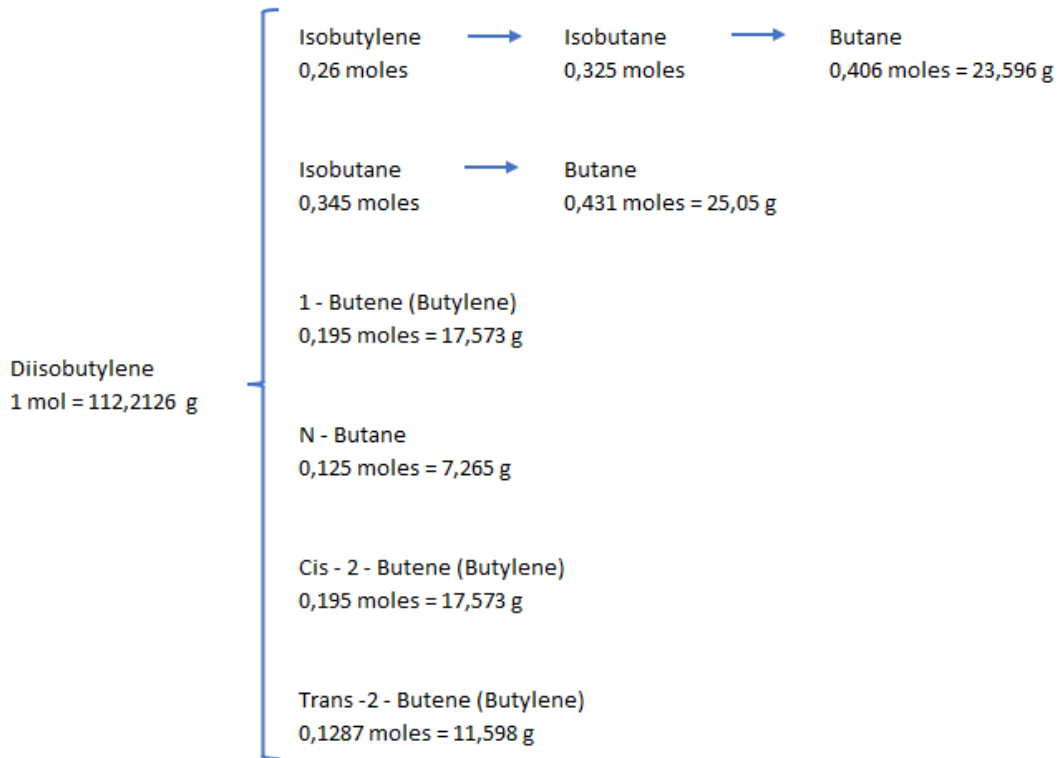 Isobutylene Isobutane Butane
0,26 moles 0,325 moles 0,406 moles = 23,596 g
Isobutane Butane
0,345 moles 0,431 moles = 25,05 g
1 - Butene (Butylene)
0,195 moles = 17,573 g
Diisobutylene
1 mol = 112,2126 g
N - Butane
0,125 moles = 7,265 g
Cis - 2 - Butene (Butylene)
0,195 moles = 17,573 g
Trans -2 - Butene (Butylene)
0,1287 moles = 11,598 g